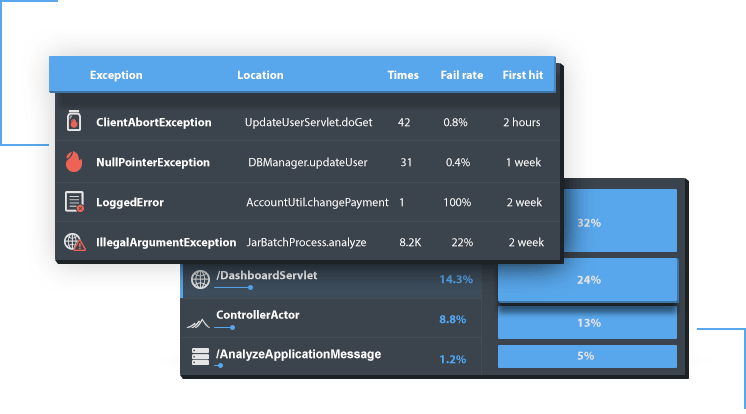 Exception Location Times Fail rate First hit
ClientAbortException UpdateUserServlet.doGet 42 0.8% 2 hours
NullPointerException DBManager.updateUser 31 0.4% 1 week
LoggedError AccountUtil.changePayment 1 100% 2 week
IllegalArgumentException JarBatchProcess.analyze 8.2K 22% 2 week
32%
/DashboardServlet 14.3% 24%
ControllerActor 8.8% 13%
/AnalyzeApplicationMessage 1.2% 5%